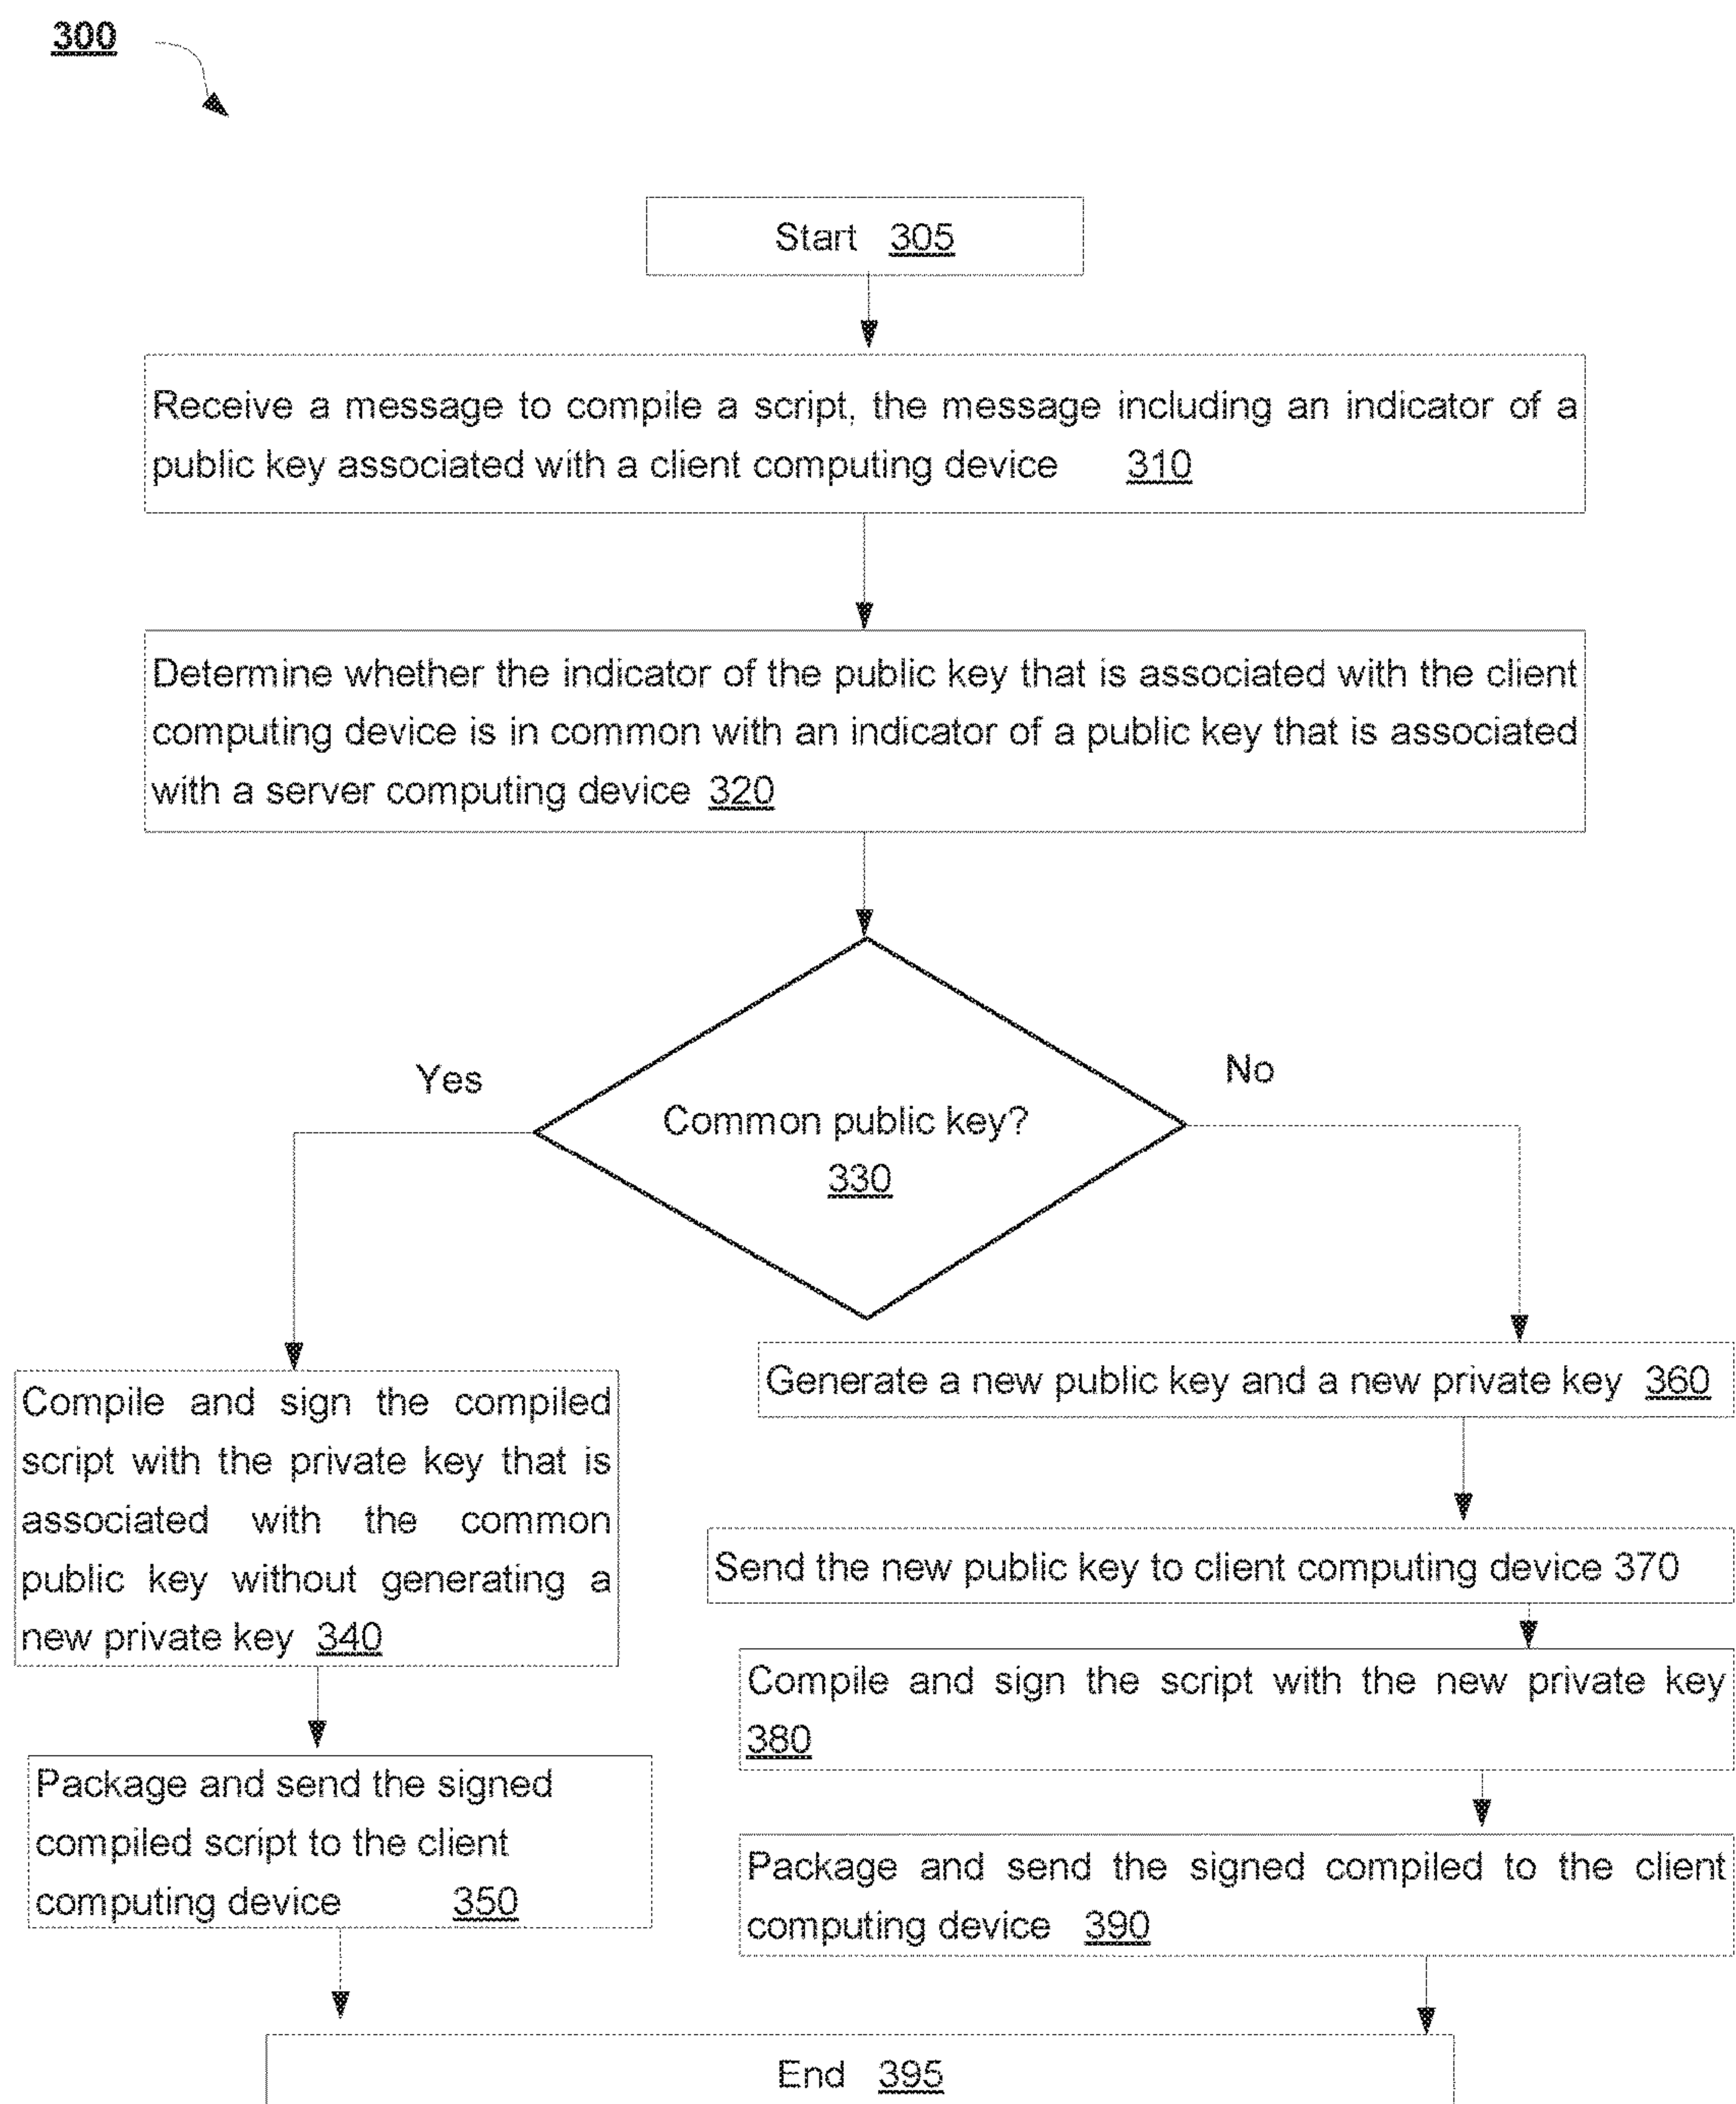 300
Start 305
Receive a message to compile a script, the message including an indicator of a
public key associated with a client computing device 310
Determine whether the indicator of the public key that is associated with the client
computing device is in common with an indicator of a public key that is associated
with a server computing device 320
Common public key?
330
Yes
No
Compile and sign the compiled
script with the private key that is
associated with the common
public key without generating a
new private key 340
Package and send the signed
compiled script to the client
computing device 350
Generate a new public key and a new private key 360
Send the new public key to client computing device 370
Compile and sign the script with the new private key
380
Package and send the signed compiled to the client
computing device 390
End 395